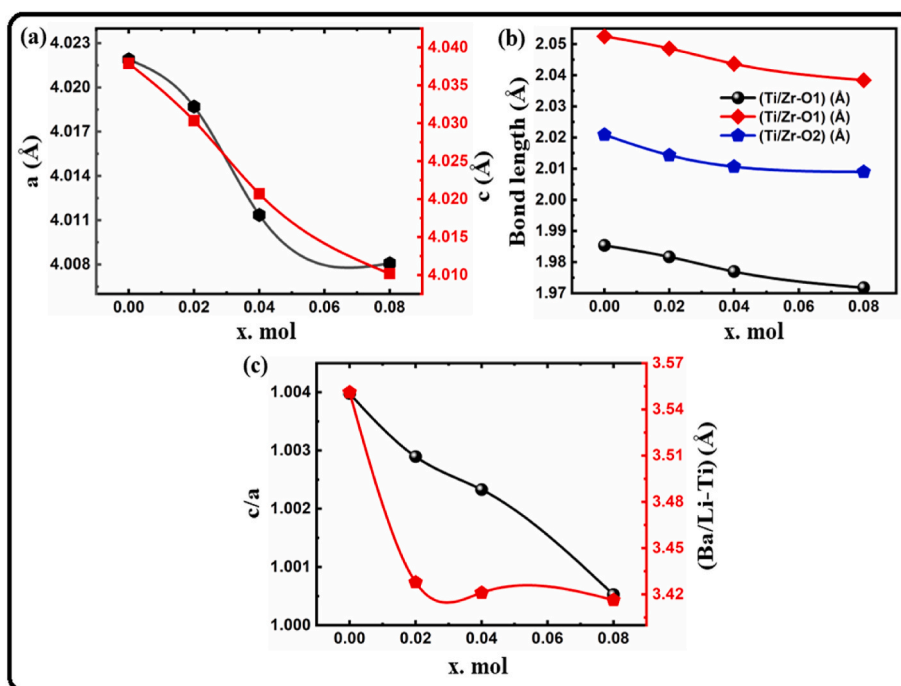 (a)
4.023
4.020
4.017
4.014
4.011
4.008
a (Å)
4.040
4.035
4.030
4.025
4.020
4.015
4.010
c (Å)
0.00 0.02 0.04 0.06 0.08
x. mol
(b)
2.05
2.04
2.03
2.02
2.01
1.99
1.98
1.97
Bond length (Å)
(Ti/Zr-O1) (Å)
(Ti/Zr-O1) (Å)
(Ti/Zr-O2) (Å)
0.00 0.02 0.04 0.06 0.08
x. mol
(c)
1.004
1.003
1.002
1.001
1.000
c/a
3.57
3.54
3.51
3.48
3.45
3.42
(Ba/Li-Ti) (Å)
0.00 0.02 0.04 0.06 0.08
x. mol